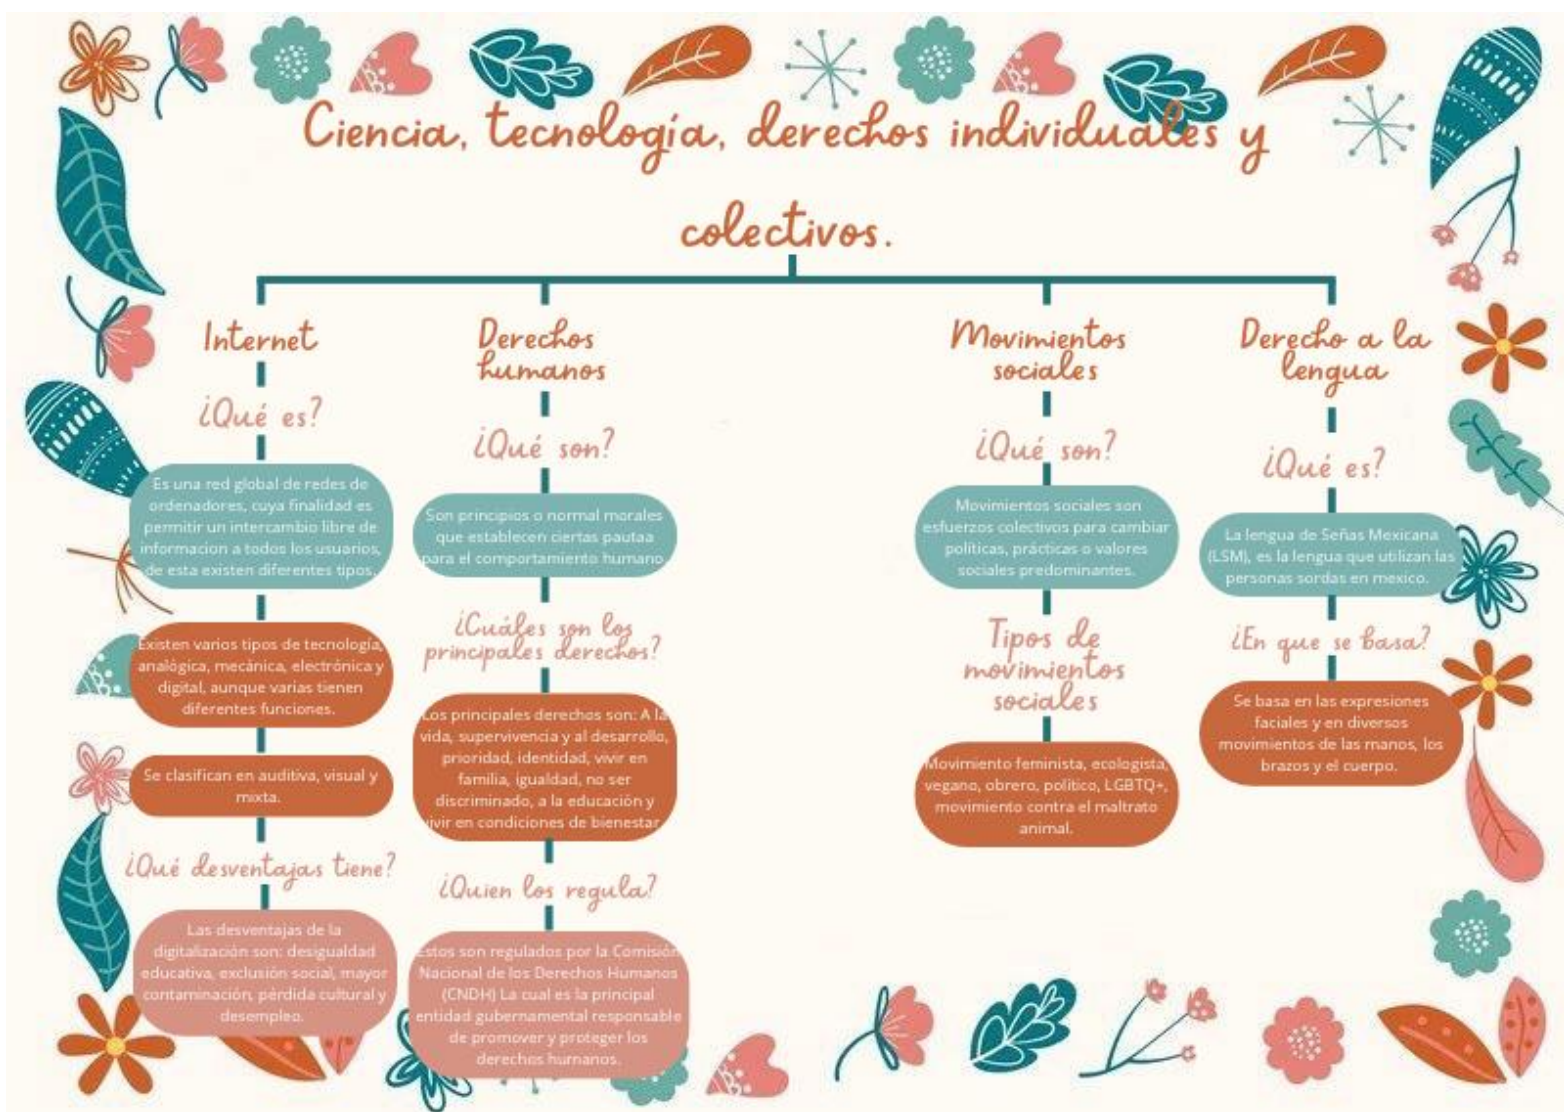 Ciencia, tecnología, derechos individuales y
colectivos.
Internet
¿Qué es?
Es una red global de redes de
ordenadores, cuya finalidad es
permitir un intercambio libre de
informacion a todos los usuarios,
de esta existen diferentes tipos.
Existen varios tipos de tecnología,
analógica, mecánica, electrónica y
digital, aunque varias tienen
diferentes funciones.
Se clasifican en auditiva, visual y
mixta.
¿Qué desventajas tiene?
Las desventajas de la
digitalización son: desigualdad
educativa, exclusión social, mayor
contaminación, pérdida cultural y
desempleo.
Derechos
humanos
¿Qué son?
Son principios o normal morales
que establecen ciertas pautaa
para el comportamiento humano.
¿Cuáles son los
principales derechos?
Los principales derechos son: A la
vida, supervivencia y al desarrollo,
prioridad, identidad, vivir en
familia, igualdad, no ser
discriminado, a la educación y
vivir en condiciones de bienestar.
¿Quien los regula?
Estos son regulados por la Comisión
Nacional de los Derechos Humanos
(CNDH) La cual es la principal
entidad gubernamental responsable
de promover y proteger los
derechos humanos.
Movimientos
sociales
¿Qué son?
Movimientos sociales son
esfuerzos colectivos para cambiar
políticas, prácticas o valores
sociales predominantes.
Tipos de
movimientos
sociales
Movimiento feminista, ecologista,
vegano, obrero, político, LGBTQ+,
movimiento contra el maltrato
animal.
Derecho a la
lengua
¿Qué es?
La lengua de Señas Mexicana
(LSM), es la lengua que utilizan las
personas sordas en mexico.
¿En que se basa?
Se basa en las expresiones
faciales y en diversos
movimientos de las manos, los
brazos y el cuerpo.